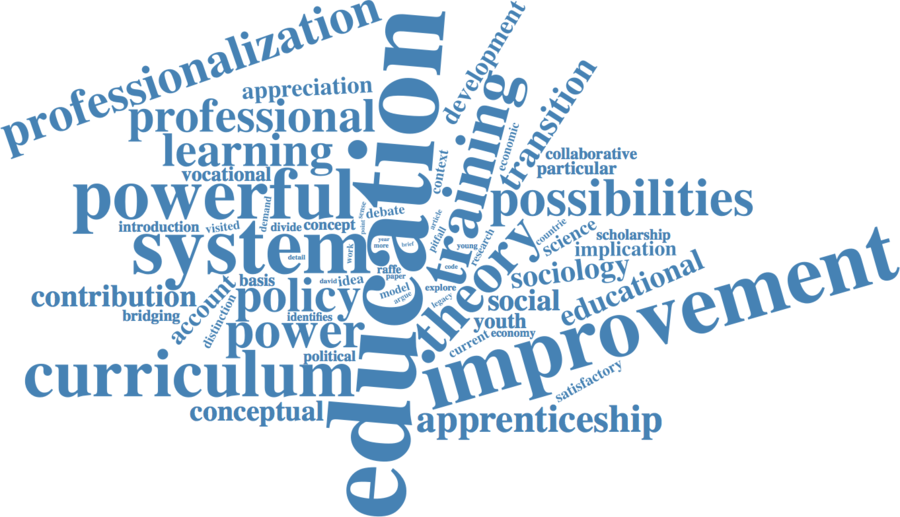 professionalization
development
appreciation
professional
education
training
transition
learning
economic
vocational
context
collaborative
particular
powerful
possibilities
demand
point
sense
debate
article
introduction
visited
divide
concept
pitfall
theory
countrie
science
scholarship
system
your
more
brief
young
research
implication
detail
work
raffe
paper
code
sociology
educational
contribution
account
basis
policy
david
idea
model
argue
explore
legacy
social
improvement
bridging
distinction
identifies
power
youth
current
economy
political
curriculum
satisfactory
conceptual
apprenticeship